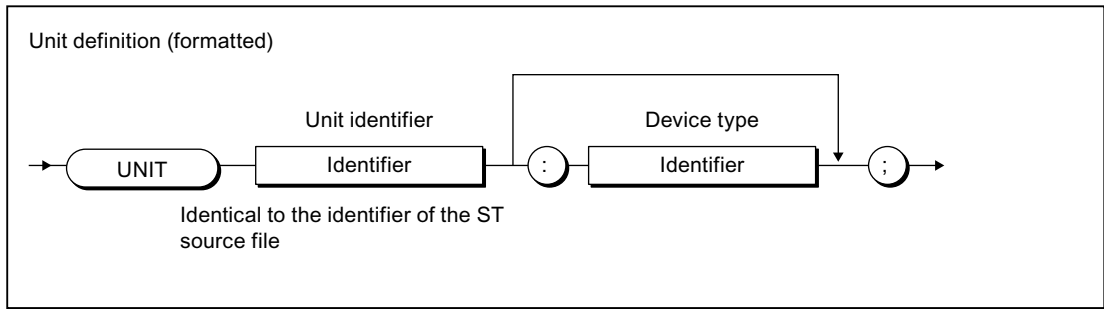 Unit definition (formatted)
Unit identifier
Device type
UNIT
Identifier
:
Identifier
;
Identical to the identifier of the ST
source file